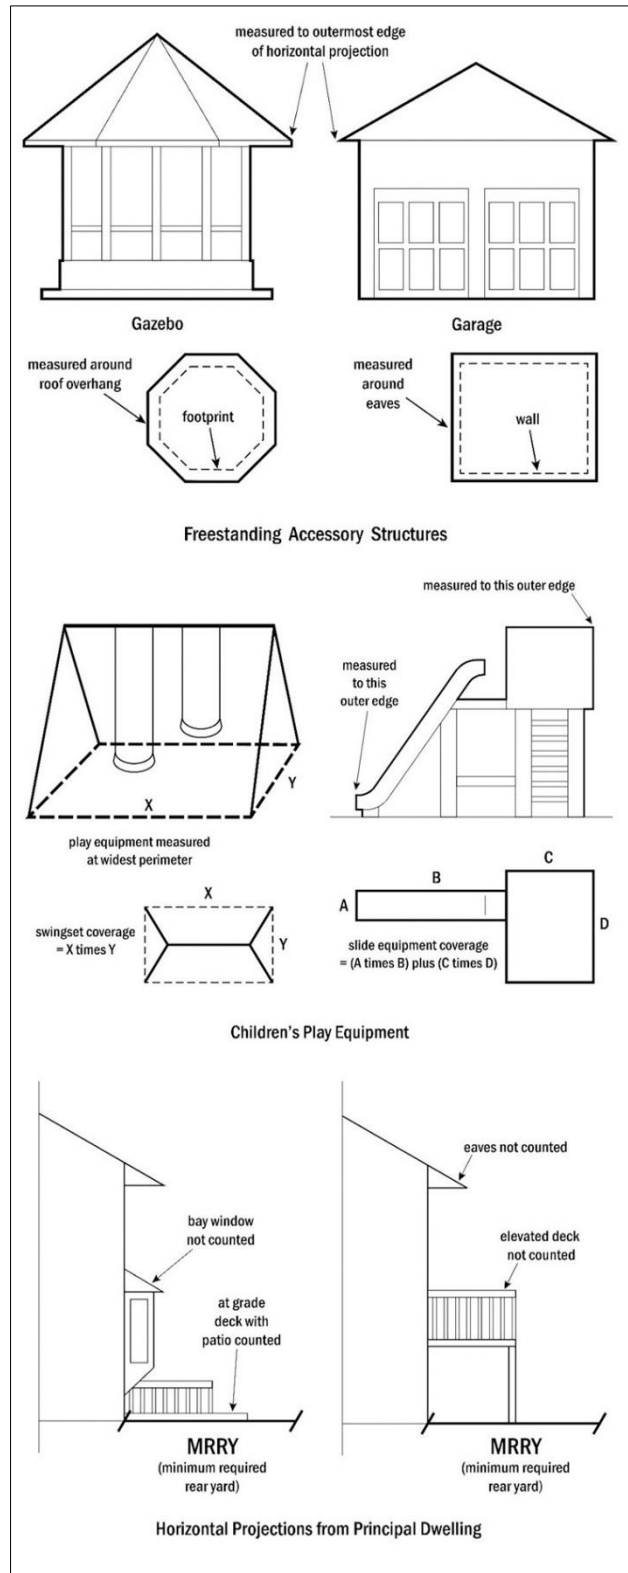 measured to outermost edge
of horizontal projection
Gazebo
Garage
measured around
roof overhang
footprint
measured
around
eaves
wall
Freestanding Accessory Structures
measured to this outer edge
measured
to this
outer edge
X
Y
play equipment measured
at widest perimeter
X
Y
swingset coverage
= X times Y
A
B
C
D
slide equipment coverage
= (A times B) plus (C times D)
Children's Play Equipment
bay window
not counted
at grade
deck with
patio counted
MRRY
(minimum required
rear yard)
eaves not counted
elevated deck
not counted
MRRY
(minimum required
rear yard)
Horizontal Projections from Principal Dwelling